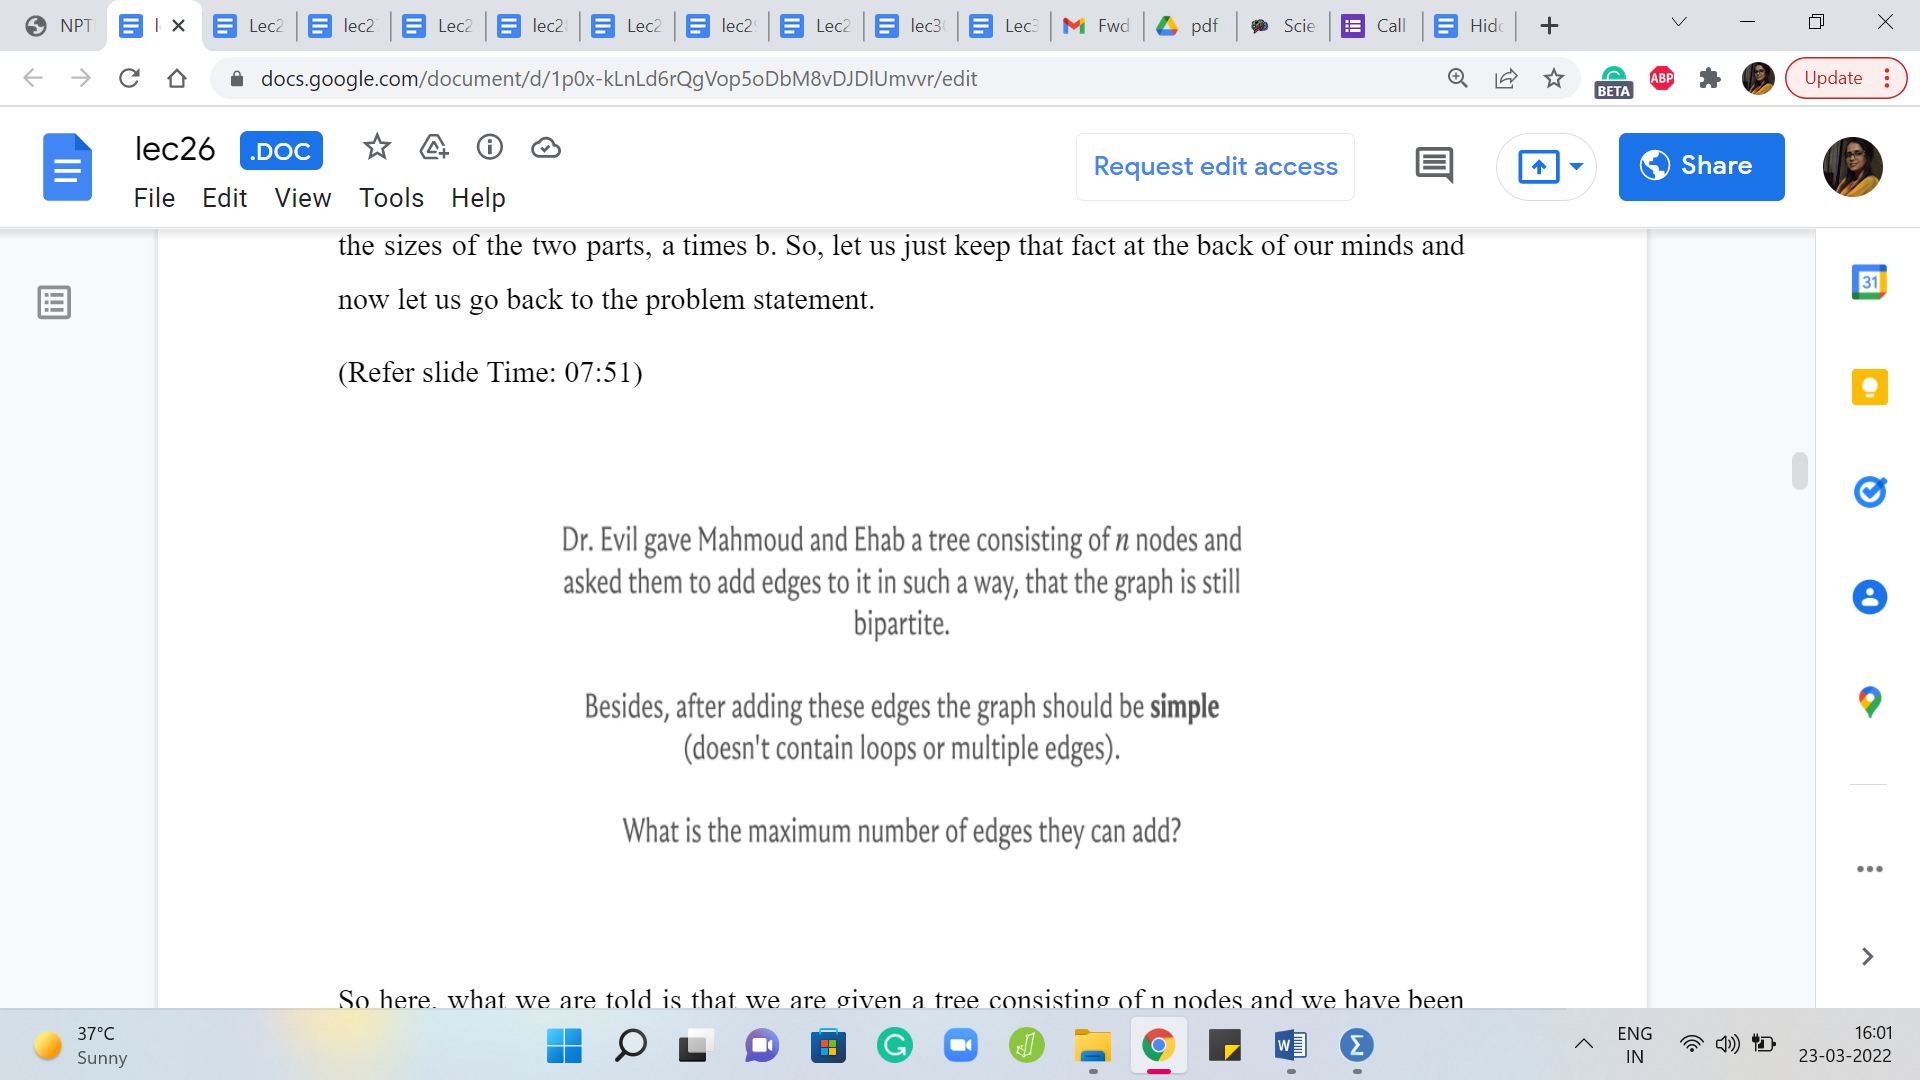 NPT
l
Lec2
lec2
Lec2
lec2
Lec2
lec2
Lec2
lec3
Lec3
Fwd
pdf
Scie
Call
Hid
docs.google.com/document/d/1p0x-kLnLd6rQgVop5oDbM8vDJDlUmvvr/edit
BETA
ABP
Update
lec26
.DOC
File Edit View Tools Help
Request edit access
Share
31
the sizes of the two parts, a times b. So, let us just keep that fact at the back of our minds and
now let us go back to the problem statement.
(Refer slide Time: 07:51)
Dr. Evil gave Mahmoud and Ehab a tree consisting of n nodes and
asked them to add edges to it in such a way, that the graph is still
bipartite.
Besides, after adding these edges the graph should be simple
(doesn't contain loops or multiple edges).
What is the maximum number of edges they can add?
So here, what we are told is that we are given a tree consisting of n nodes and we have been
37°C
Sunny
ENG
IN
16:01
23-03-2022